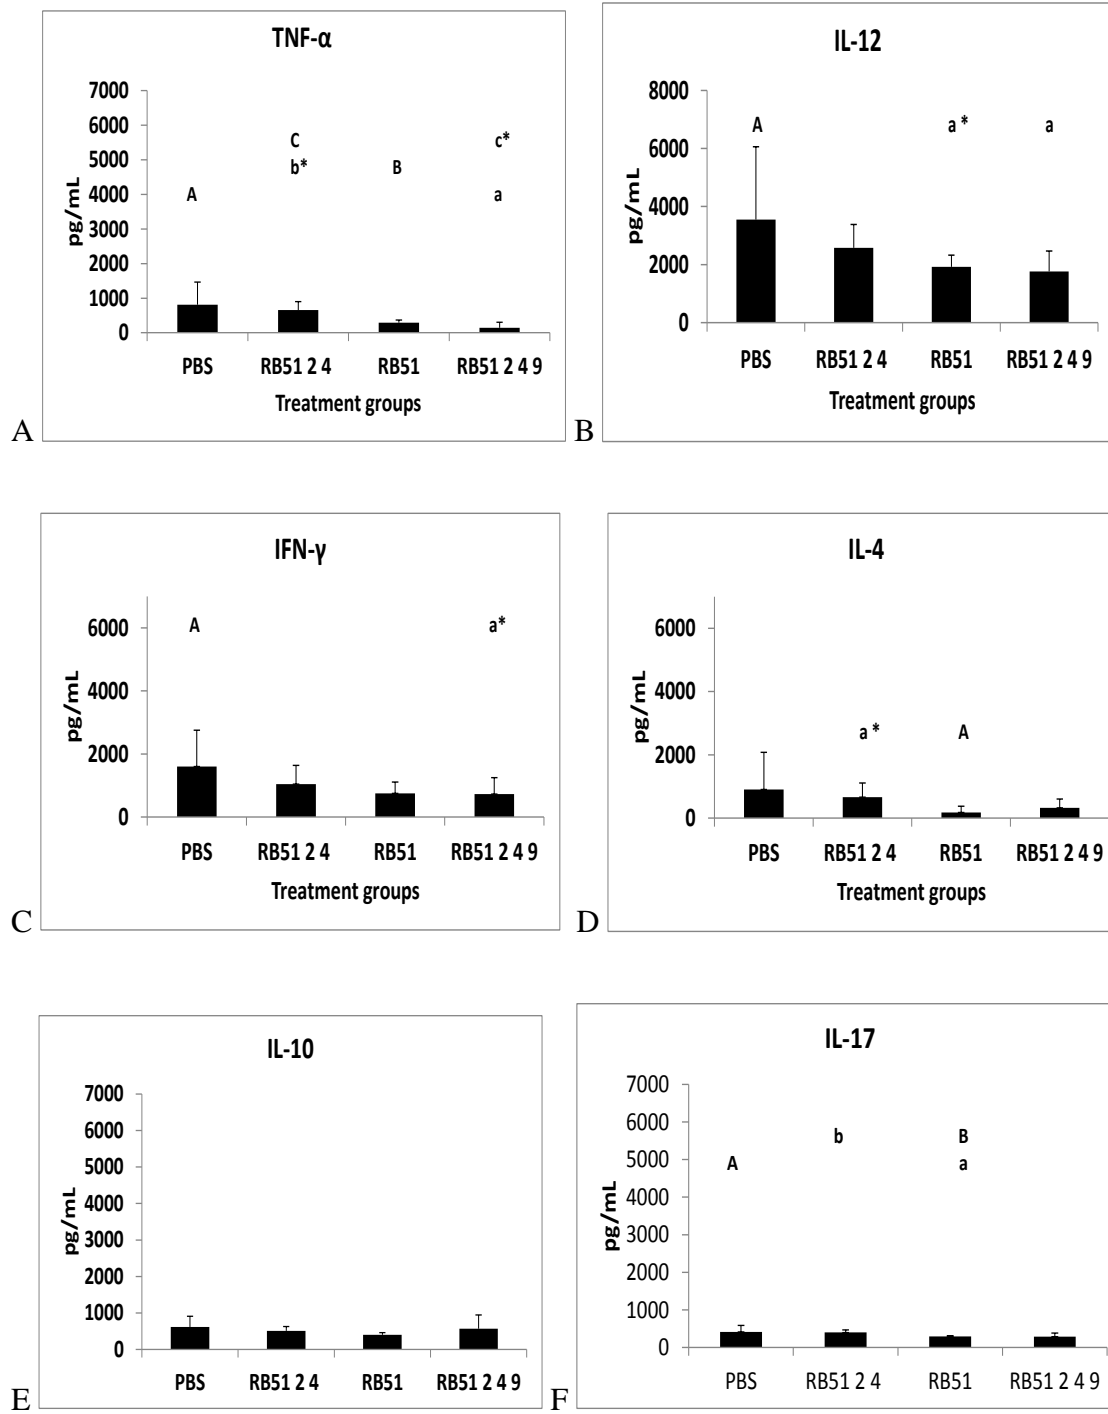 TNF-α
7000
6000
5000
4000
3000
2000
1000
0
pg/mL
A
C
b*
B
c*
a
PBS RB51 2 4 RB51 RB51 2 4 9
Treatment groups
A
IL-12
8000
6000
4000
2000
0
pg/mL
A
a *
a
PBS RB51 2 4 RB51 RB51 2 4 9
Treatment groups
B
IFN-γ
6000
4000
2000
0
pg/mL
A
a*
PBS RB51 2 4 RB51 RB51 2 4 9
Treatment groups
C
IL-4
6000
4000
2000
0
pg/mL
a *
A
PBS RB51 2 4 RB51 RB51 2 4 9
Treatment groups
D
IL-10
7000
6000
5000
4000
3000
2000
1000
0
pg/mL
PBS RB51 2 4 RB51 RB51 2 4 9
E
IL-17
7000
6000
5000
4000
3000
2000
1000
0
pg/mL
A
b
B
a
PBS RB51 2 4 RB51 RB51 2 4 9
F